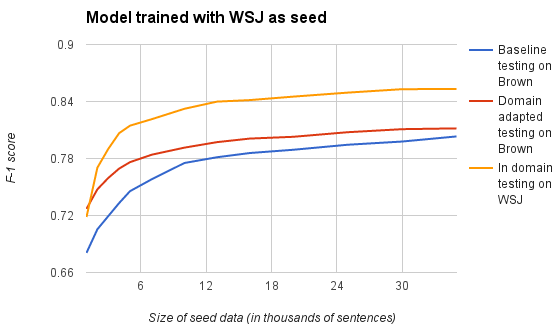 Model trained with WSJ as seed
0.9
0.84
0.78
0.72
0.66
F-1 score
6
12
18
24
30
Size of seed data (in thousands of sentences)
Baseline
testing on
Brown
Domain
adapted
testing on
Brown
In domain
testing on
WSJ